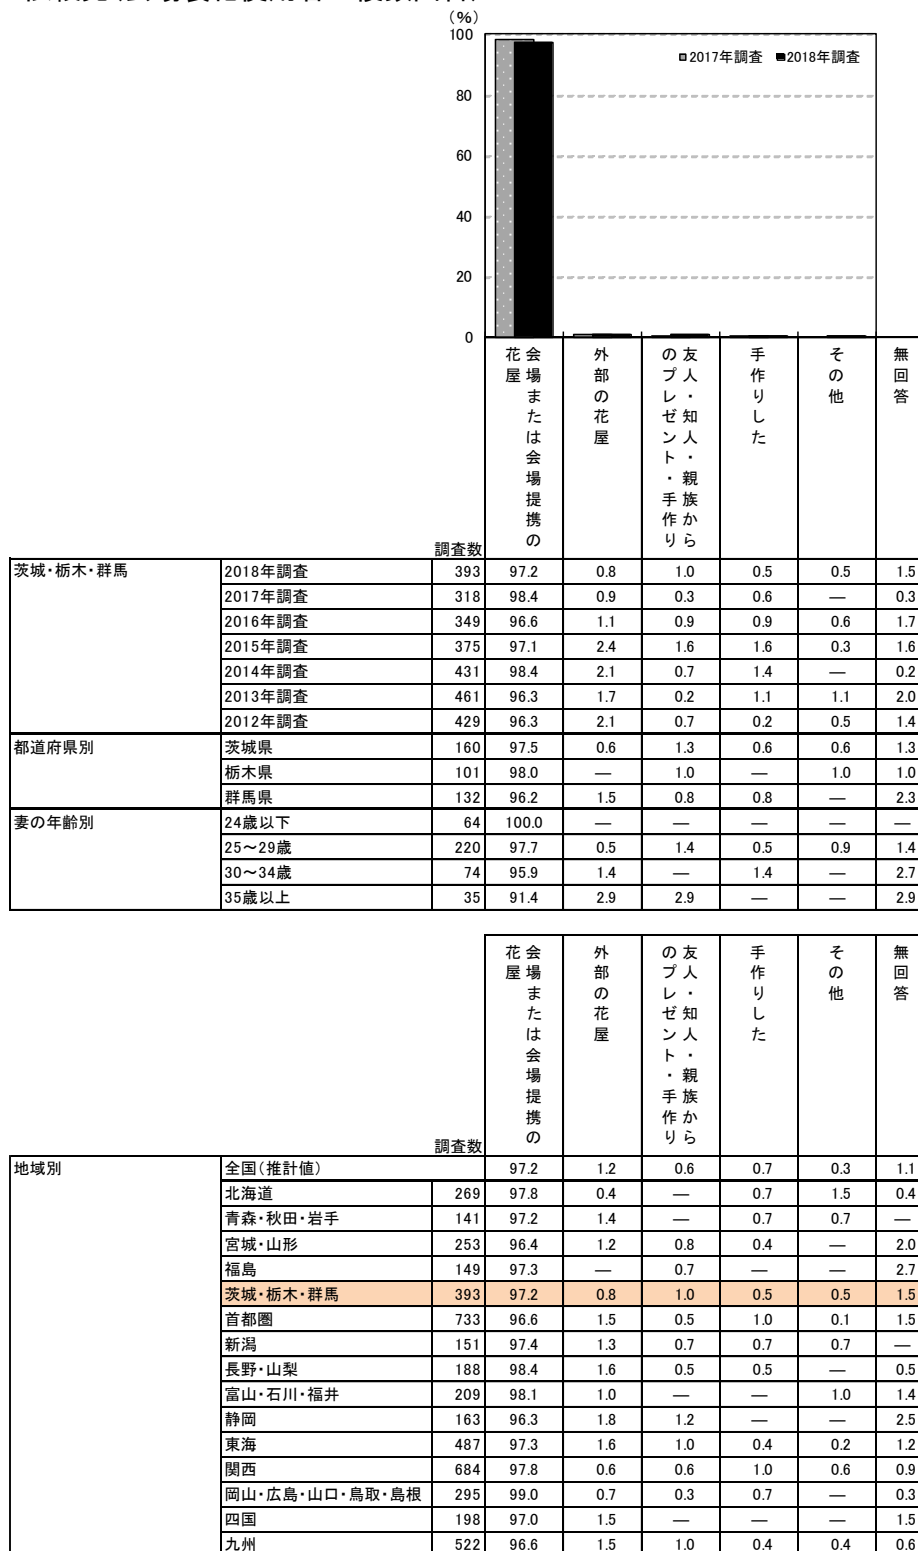 (%)
100
80
60
40
20
0
2017年調査 2018年調査
調査数 会場または会場提携の花屋 外部の花屋 友人・知人・親族からのプレゼント・手作り 手作りした その他 無回答
茨城・栃木・群馬 2018年調査 393 97.2 0.8 1.0 0.5 0.5 1.5
2017年調査 318 98.4 0.9 0.3 0.6 — 0.3
2016年調査 349 96.6 1.1 0.9 0.9 0.6 1.7
2015年調査 375 97.1 2.4 1.6 1.6 0.3 1.6
2014年調査 431 98.4 2.1 0.7 1.4 — 0.2
2013年調査 461 96.3 1.7 0.2 1.1 1.1 2.0
2012年調査 429 96.3 2.1 0.7 0.2 0.5 1.4
都道府県別 茨城県 160 97.5 0.6 1.3 0.6 0.6 1.3
栃木県 101 98.0 — 1.0 — 1.0 1.0
群馬県 132 96.2 1.5 0.8 0.8 — 2.3
妻の年齢別 24歳以下 64 100.0 — — — — —
25～29歳 220 97.7 0.5 1.4 0.5 0.9 1.4
30～34歳 74 95.9 1.4 — 1.4 — 2.7
35歳以上 35 91.4 2.9 2.9 — — 2.9
調査数 会場または会場提携の花屋 外部の花屋 友人・知人・親族からのプレゼント・手作り 手作りした その他 無回答
地域別 全国(推計値) 97.2 1.2 0.6 0.7 0.3 1.1
北海道 269 97.8 0.4 — 0.7 1.5 0.4
青森・秋田・岩手 141 97.2 1.4 — 0.7 0.7 —
宮城・山形 253 96.4 1.2 0.8 0.4 — 2.0
福島 149 97.3 — 0.7 — — 2.7
茨城・栃木・群馬 393 97.2 0.8 1.0 0.5 0.5 1.5
首都圏 733 96.6 1.5 0.5 1.0 0.1 1.5
新潟 151 97.4 1.3 0.7 0.7 0.7 —
長野・山梨 188 98.4 1.6 0.5 0.5 — 0.5
富山・石川・福井 209 98.1 1.0 — — 1.0 1.4
静岡 163 96.3 1.8 1.2 — — 2.5
東海 487 97.3 1.6 1.0 0.4 0.2 1.2
関西 684 97.8 0.6 0.6 1.0 0.6 0.9
岡山・広島・山口・鳥取・島根 295 99.0 0.7 0.3 0.7 — 0.3
四国 198 97.0 1.5 — — — 1.5
九州 522 96.6 1.5 1.0 0.4 0.4 0.6